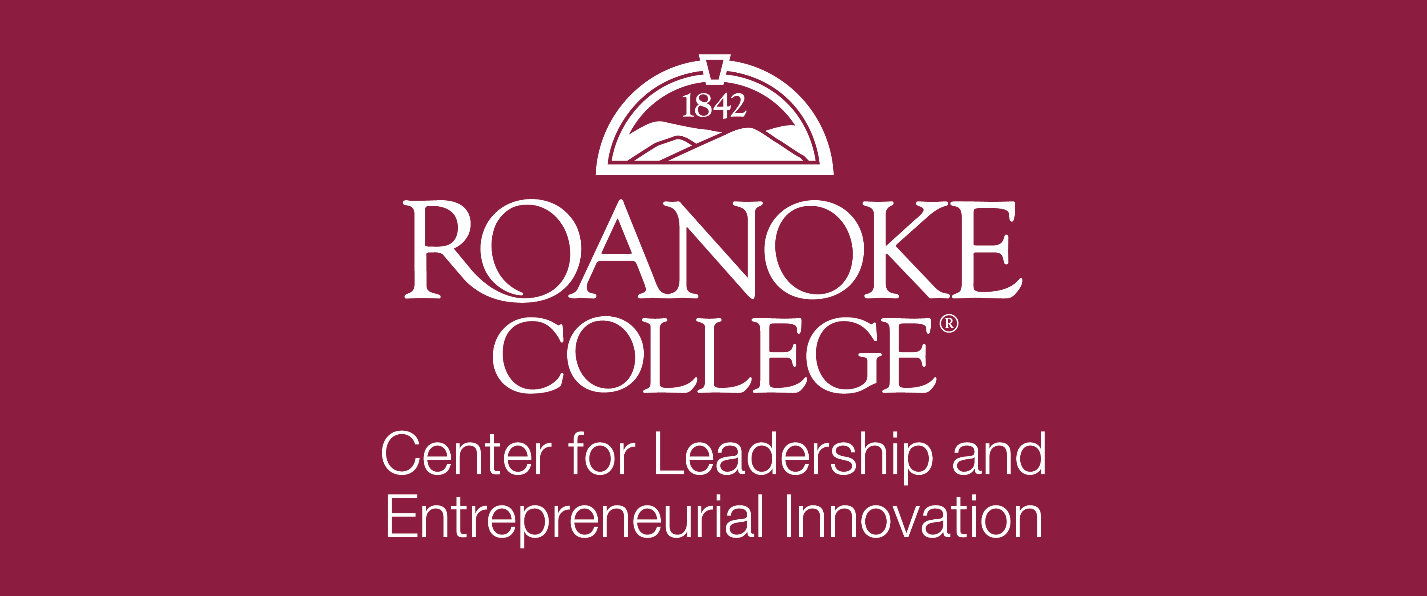 1842
ROANOKE
COLLEGE®
Center for Leadership and
Entrepreneurial Innovation